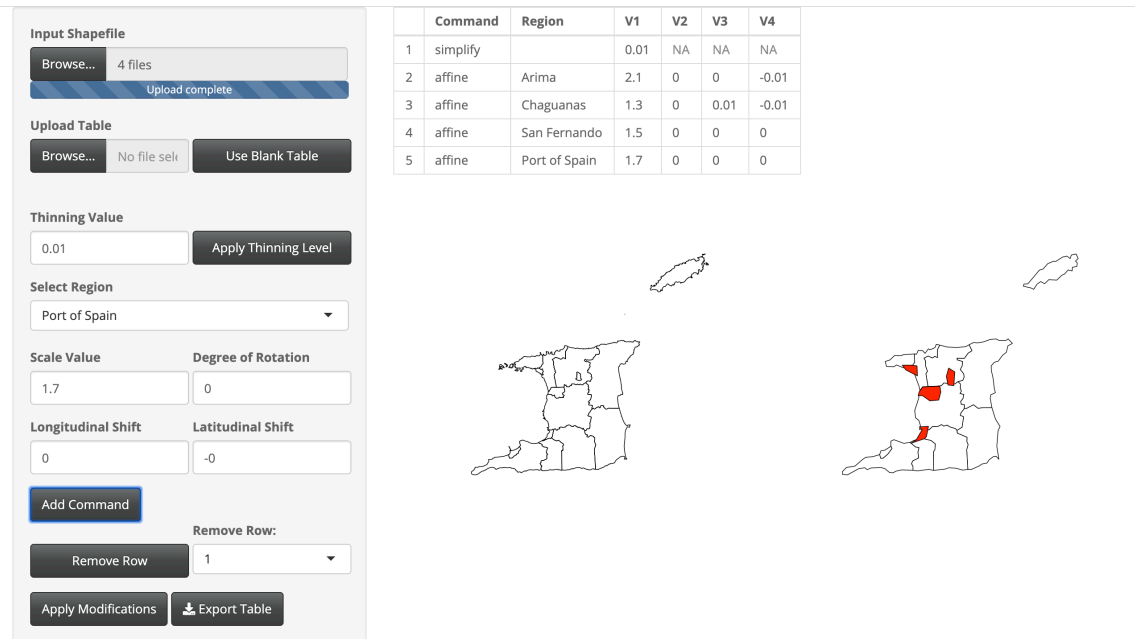 Input Shapefile
Browse... 4 files
Upload complete
Upload Table
Browse... No file sele Use Blank Table
Thinning Value
0.01 Apply Thinning Level
Select Region
Port of Spain
Scale Value Degree of Rotation
1.7 0
Longitudinal Shift Latitudinal Shift
0 -0
Add Command
Remove Row:
Remove Row 1
Apply Modifications Export Table
Command Region V1 V2 V3 V4
1 simplify 0.01 NA NA NA
2 affine Arima 2.1 0 0 -0.01
3 affine Chaguanas 1.3 0 0.01 -0.01
4 affine San Fernando 1.5 0 0 0
5 affine Port of Spain 1.7 0 0 0